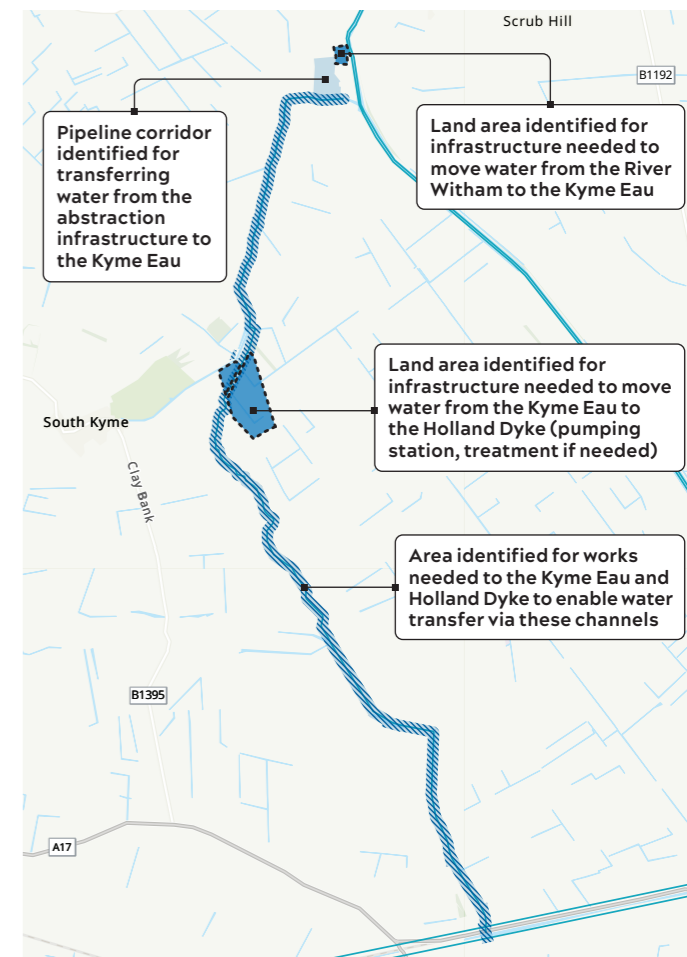 Scrub Hill
B1192
Pipeline corridor
identified for
transferring
water from the
abstraction
infrastructure to
the Kyme Eau
Land area identified for
infrastructure needed to
move water from the River
Witham to the Kyme Eau
Land area identified for
infrastructure needed to move
water from the Kyme Eau to
the Holland Dyke (pumping
station, treatment if needed)
South Kyme
Clay Bank
Area identified for works
needed to the Kyme Eau and
Holland Dyke to enable water
transfer via these channels
B1395
A17